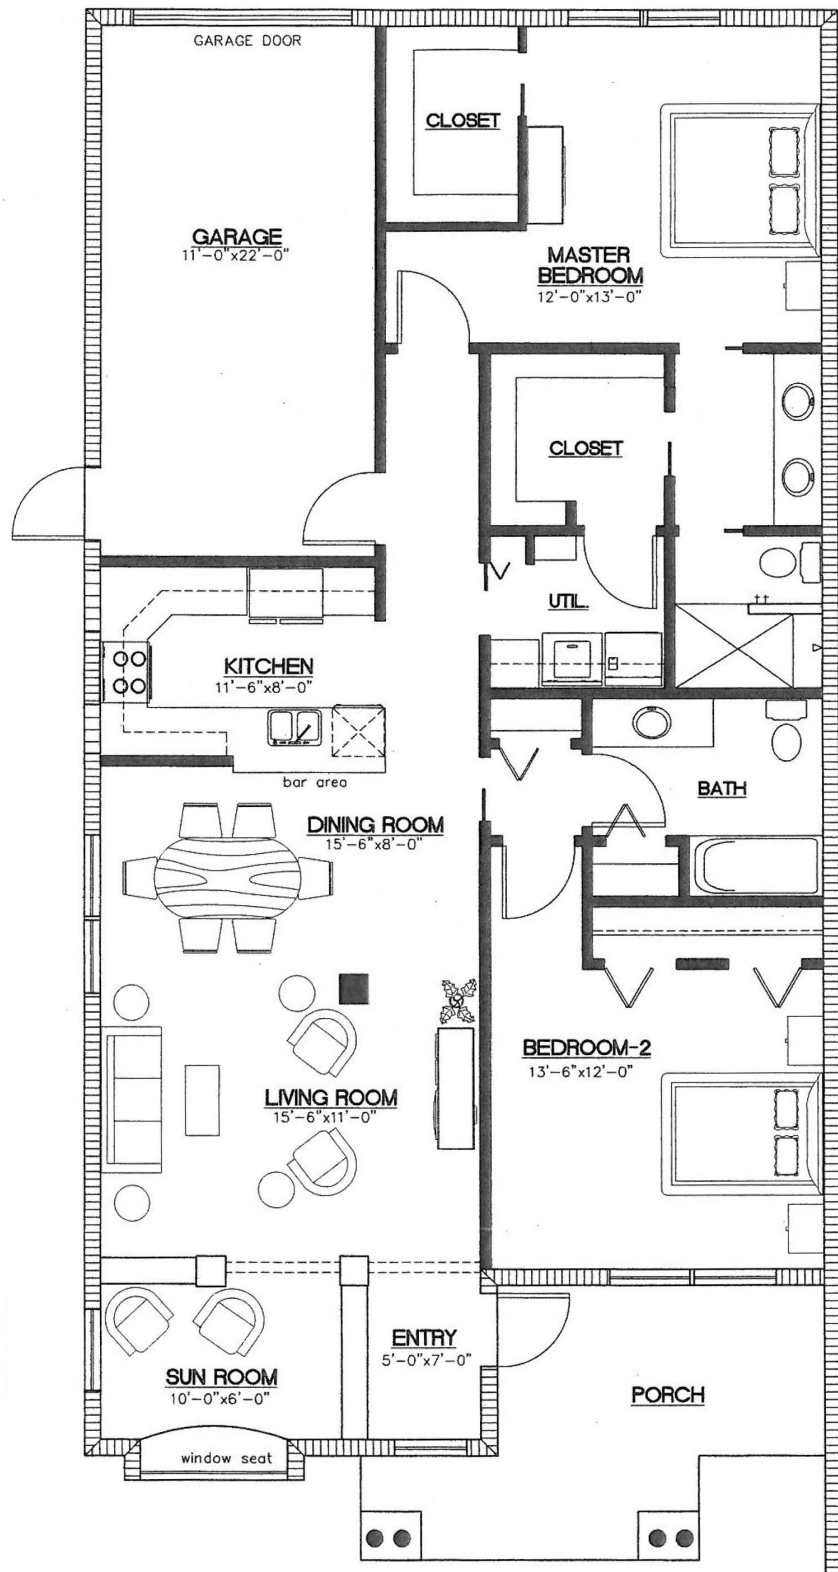 GARAGE DOOR
CLOSET
GARAGE
11'-0"x22'-0"
MASTER
BEDROOM
12'-0"x13'-0"
CLOSET
UTIL.
KITCHEN
11'-6"x8'-0"
bar area
BATH
DINING ROOM
15'-6"x8'-0"
BEDROOM-2
13'-6"x12'-0"
LIVING ROOM
15'-6"x11'-0"
ENTRY
5'-0"x7'-0"
SUN ROOM
10'-0"x6'-0"
PORCH
window seat